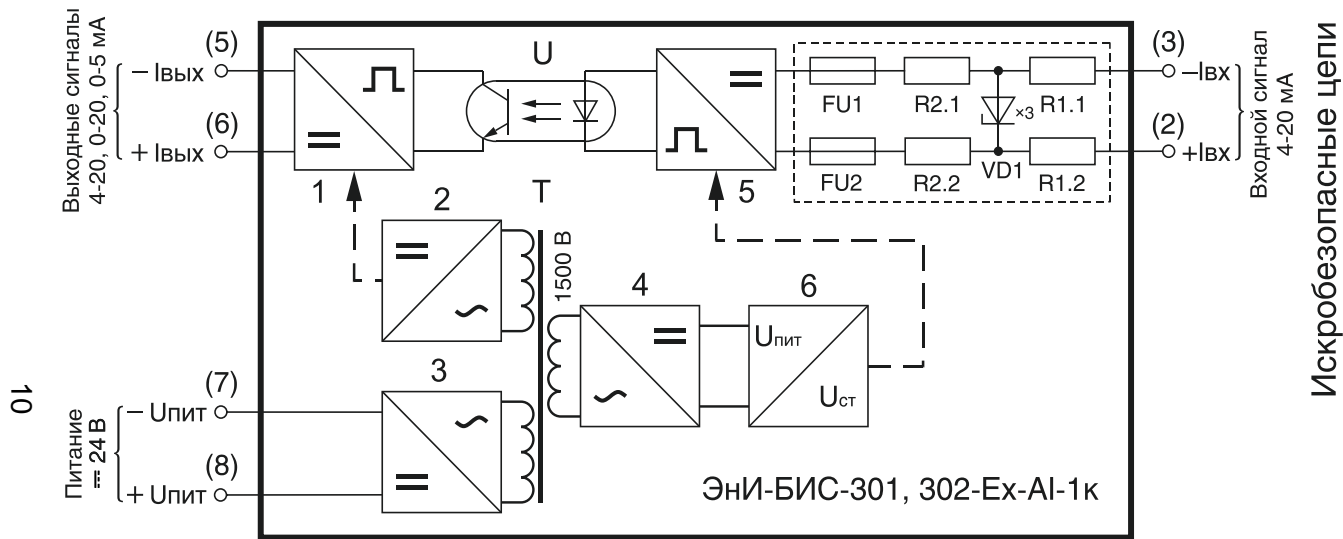 Выходные сигналы
4-20, 0-20, 0-5 мА
(5)
− Iвых
(6)
+ Iвых
1
U
5
FU1
R2.1
R1.1
×3
VD1
FU2
R2.2
R1.2
(3)
−Iвх
(2)
+Iвх
Входной сигнал
4-20 мА
Искробезопасные цепи
2
T
1500 В
4
6
Uпит
Uст
3
Питание
24 В
(7)
− Uпит
(8)
+ Uпит
ЭнИ-БИС-301, 302-Ех-AI-1к
10